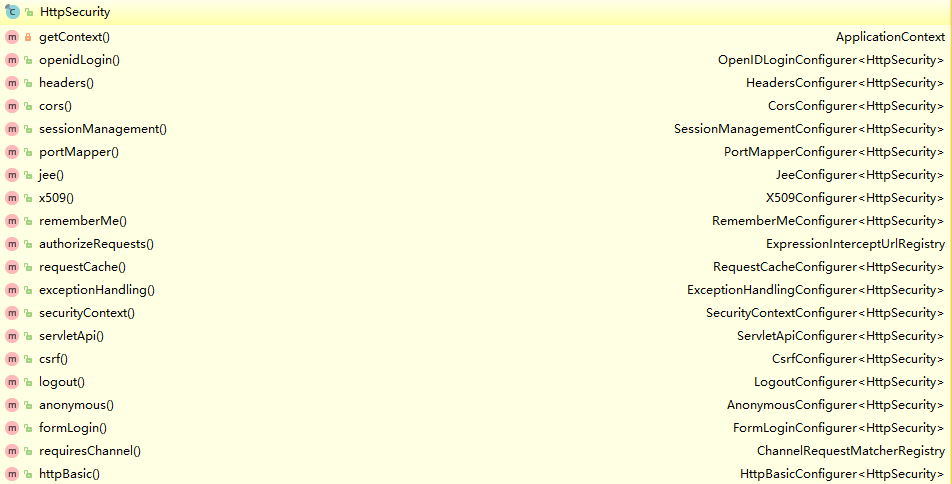 C HttpSecurity
m getContext() ApplicationContext
m openidLogin() OpenIDLoginConfigurer<HttpSecurity>
m headers() HeadersConfigurer<HttpSecurity>
m cors() CorsConfigurer<HttpSecurity>
m sessionManagement() SessionManagementConfigurer<HttpSecurity>
m portMapper() PortMapperConfigurer<HttpSecurity>
m jee() JeeConfigurer<HttpSecurity>
m x509() X509Configurer<HttpSecurity>
m rememberMe() RememberMeConfigurer<HttpSecurity>
m authorizeRequests() ExpressionInterceptUrlRegistry
m requestCache() RequestCacheConfigurer<HttpSecurity>
m exceptionHandling() ExceptionHandlingConfigurer<HttpSecurity>
m securityContext() SecurityContextConfigurer<HttpSecurity>
m servletApi() ServletApiConfigurer<HttpSecurity>
m csrf() CsrfConfigurer<HttpSecurity>
m logout() LogoutConfigurer<HttpSecurity>
m anonymous() AnonymousConfigurer<HttpSecurity>
m formLogin() FormLoginConfigurer<HttpSecurity>
m requiresChannel() ChannelRequestMatcherRegistry
m httpBasic() HttpBasicConfigurer<HttpSecurity>